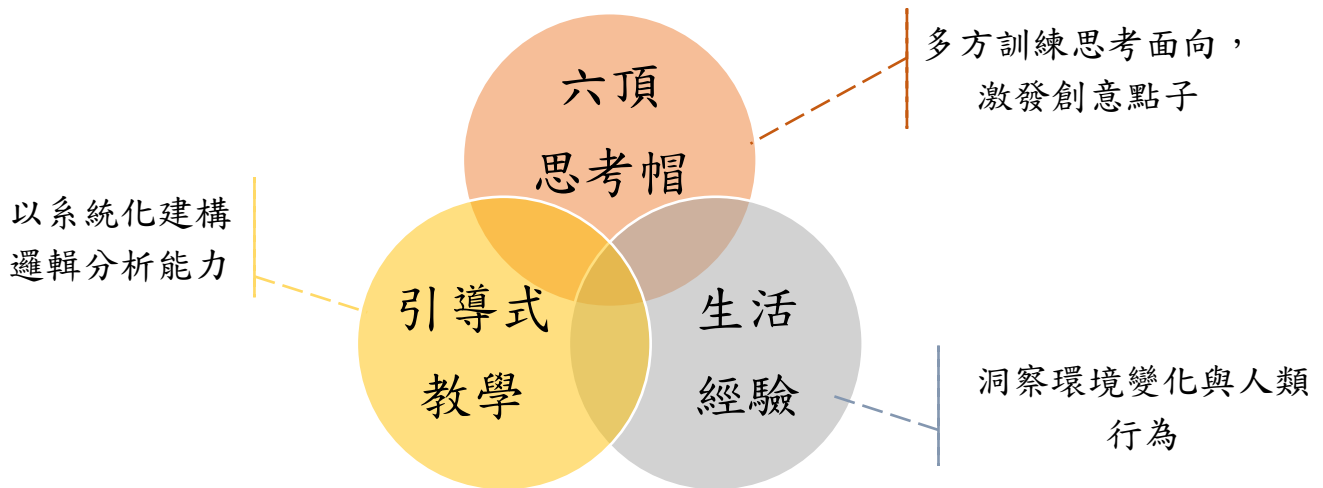 六頂
思考帽
多方訓練思考面向，
激發創意點子
以系統化建構
邏輯分析能力
引導式
教學
生活
經驗
洞察環境變化與人類
行為